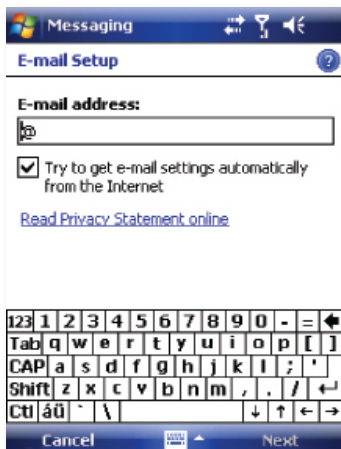 Messaging
E-mail Setup ?
E-mail address:
@
Try to get e-mail settings automatically
from the Internet
Read Privacy Statement online
123 1 2 3 4 5 6 7 8 9 0 - = ←
Tab q w e r t y u i o p [ ]
CAP a s d f g h j k l ; '
Shift z x c v b n m , . / ↵
Ctl áü ` \ ↓ ↑ ← →
Cancel Next